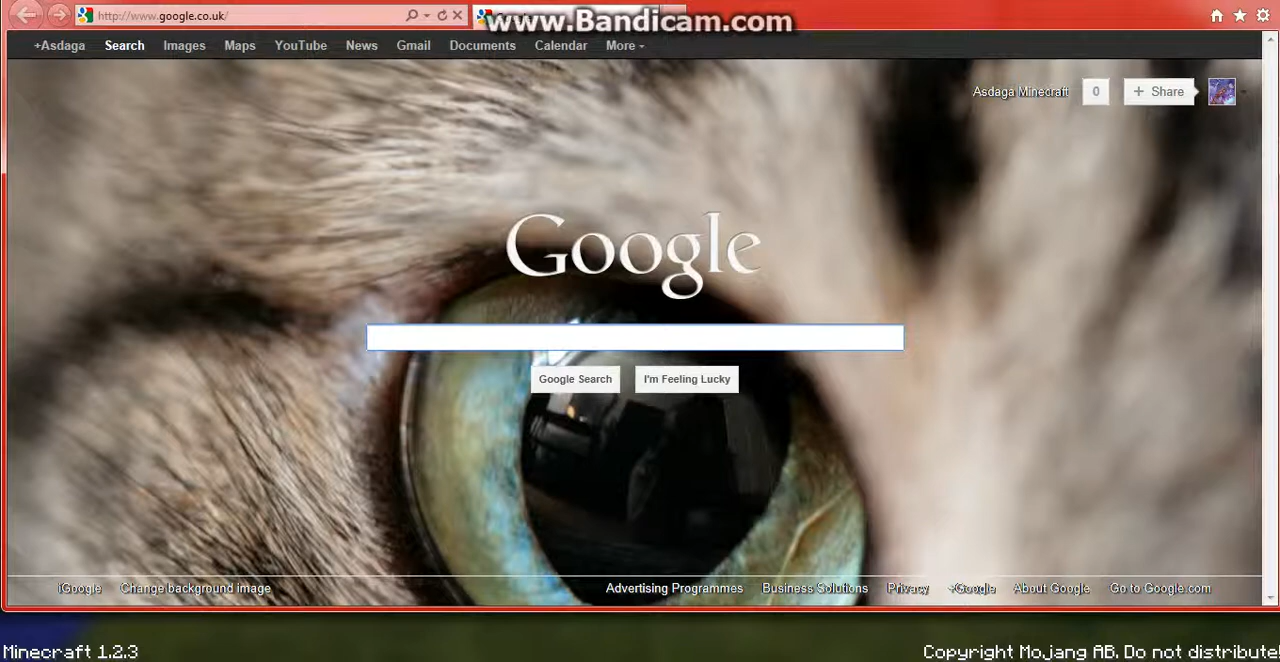 http://www.google.co.uk/
www.Bandicam.com
+Asdaga Search Images Maps YouTube News Gmail Documents Calendar More
Asdaga Minecraft 0 + Share
Google
Google Search I'm Feeling Lucky
iGoogle Change background image Advertising Programmes Business Solutions Privacy +Google About Google Go to Google.com
Minecraft 1.2.3 Copyright Mojang AB. Do not distribute